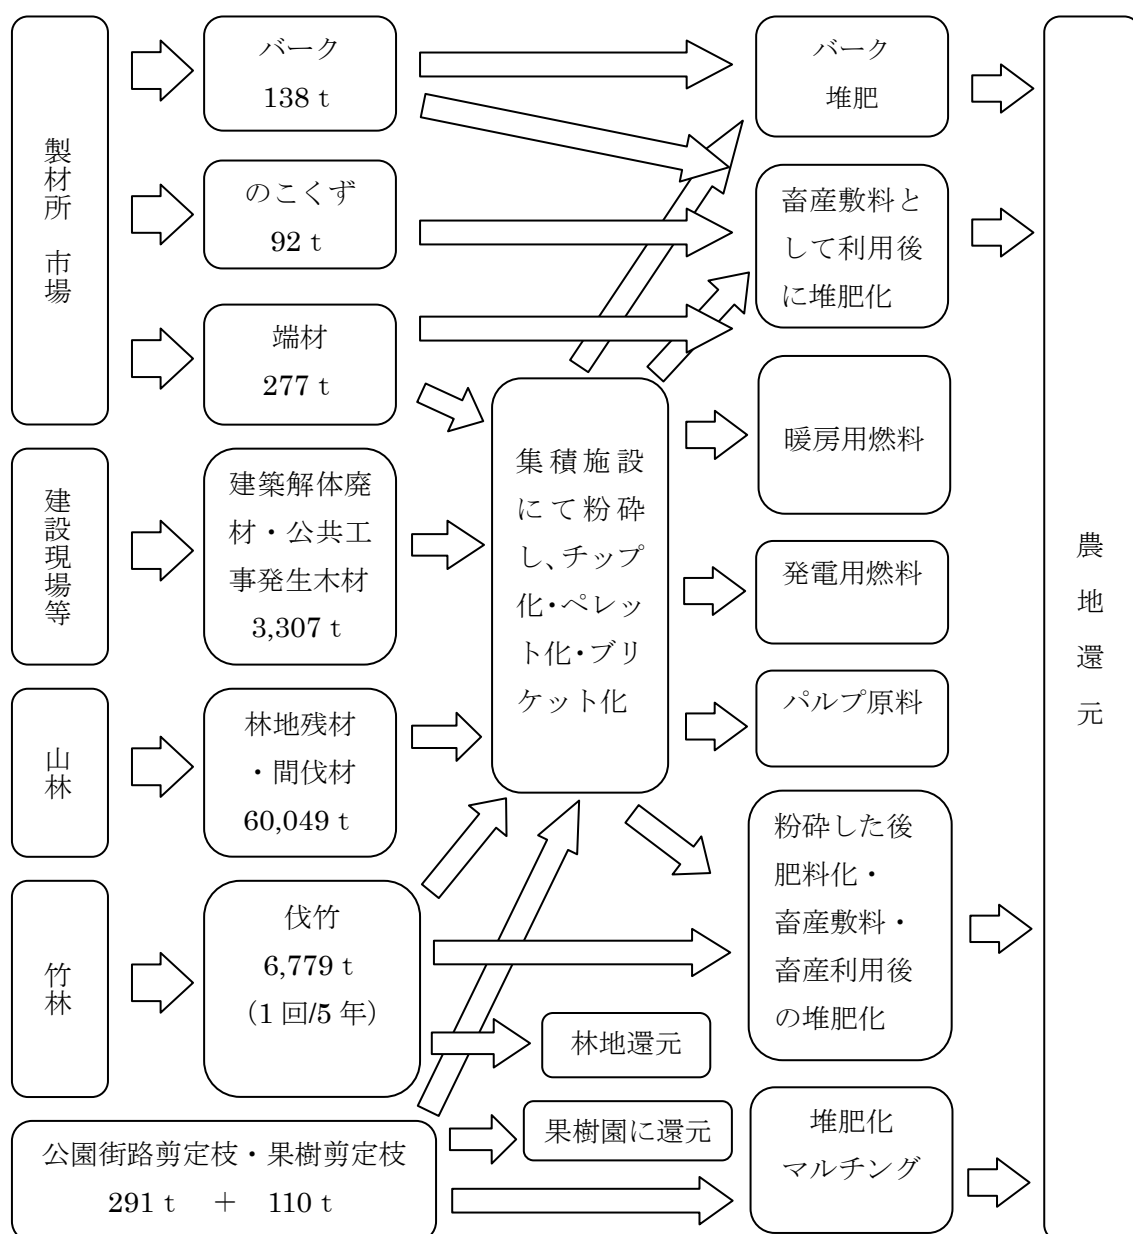 製材所 市場
バーク
138 t
のこくず
92 t
端材
277 t
建設現場等
建築解体廃
材・公共工
事発生木材
3,307 t
山林
林地残材
・間伐材
60,049 t
竹林
伐竹
6,779 t
（1 回/5 年）
公園街路剪定枝・果樹剪定枝
291 t ＋ 110 t
集積施設
にて粉砕
し、チップ
化・ペレッ
ト化・ブリ
ケット化
林地還元
果樹園に還元
バーク
堆肥
畜産敷料と
して利用後
に堆肥化
暖房用燃料
発電用燃料
パルプ原料
粉砕した後
肥料化・
畜産敷料・
畜産利用後
の堆肥化
堆肥化
マルチング
農地還元